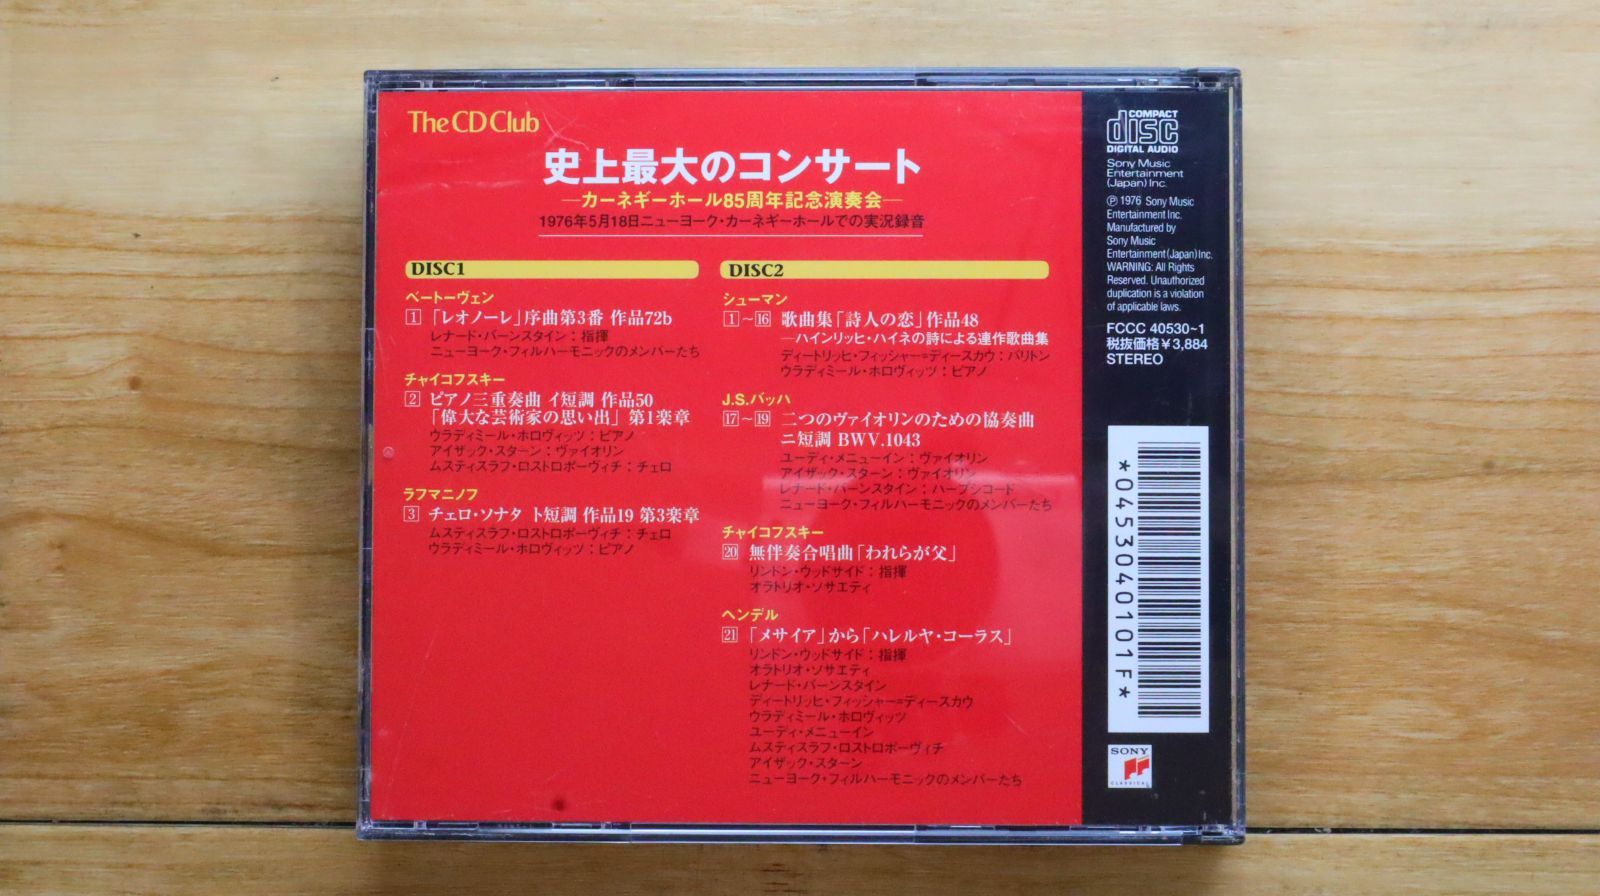 The CD Club
史上最大のコンサート
―カーネギーホール85周年記念演奏会―
1976年5月18日ニューヨーク・カーネギーホールでの実況録音
DISC1
ベートーヴェン
1 「レオノーレ」序曲第3番 作品72b
レナード・バーンスタイン：指揮
ニューヨーク・フィルハーモニックのメンバーたち
チャイコフスキー
2 ピアノ三重奏曲 イ短調 作品50
「偉大な芸術家の思い出」 第1楽章
ウラディミール・ホロヴィッツ：ピアノ
アイザック・スターン：ヴァイオリン
ムスティスラフ・ロストロポーヴィチ：チェロ
ラフマニノフ
3 チェロ・ソナタ ト短調 作品19 第3楽章
ムスティスラフ・ロストロポーヴィチ：チェロ
ウラディミール・ホロヴィッツ：ピアノ
DISC2
シューマン
1～16 歌曲集「詩人の恋」作品48
―ハインリッヒ・ハイネの詩による連作歌曲集
ディートリッヒ・フィッシャー=ディースカウ：バリトン
ウラディミール・ホロヴィッツ：ピアノ
J.S.バッハ
17～19 二つのヴァイオリンのための協奏曲
ニ短調 BWV.1043
ユーディ・メニューイン：ヴァイオリン
アイザック・スターン：ヴァイオリン
レナード・バーンスタイン：ハープシコード
ニューヨーク・フィルハーモニックのメンバーたち
チャイコフスキー
20 無伴奏合唱曲「われらが父」
リンドン・ウッドサイド：指揮
オラトリオ・ソサエティ
ヘンデル
21 「メサイア」から「ハレルヤ・コーラス」
リンドン・ウッドサイド：指揮
オラトリオ・ソサエティ
レナード・バーンスタイン
ディートリッヒ・フィッシャー=ディースカウ
ウラディミール・ホロヴィッツ
ユーディ・メニューイン
ムスティスラフ・ロストロポーヴィチ
アイザック・スターン
ニューヨーク・フィルハーモニックのメンバーたち
COMPACT
disc
DIGITAL AUDIO
Sony Music
Entertainment
(Japan) Inc.
Ⓟ 1976 Sony Music
Entertainment Inc.
Manufactured by
Sony Music
Entertainment (Japan) Inc.
WARNING: All Rights
Reserved. Unauthorized
duplication is a violation
of applicable laws.
FCCC 40530~1
税抜価格￥3,884
STEREO
*0453040101F*
SONY
CLASSICAL